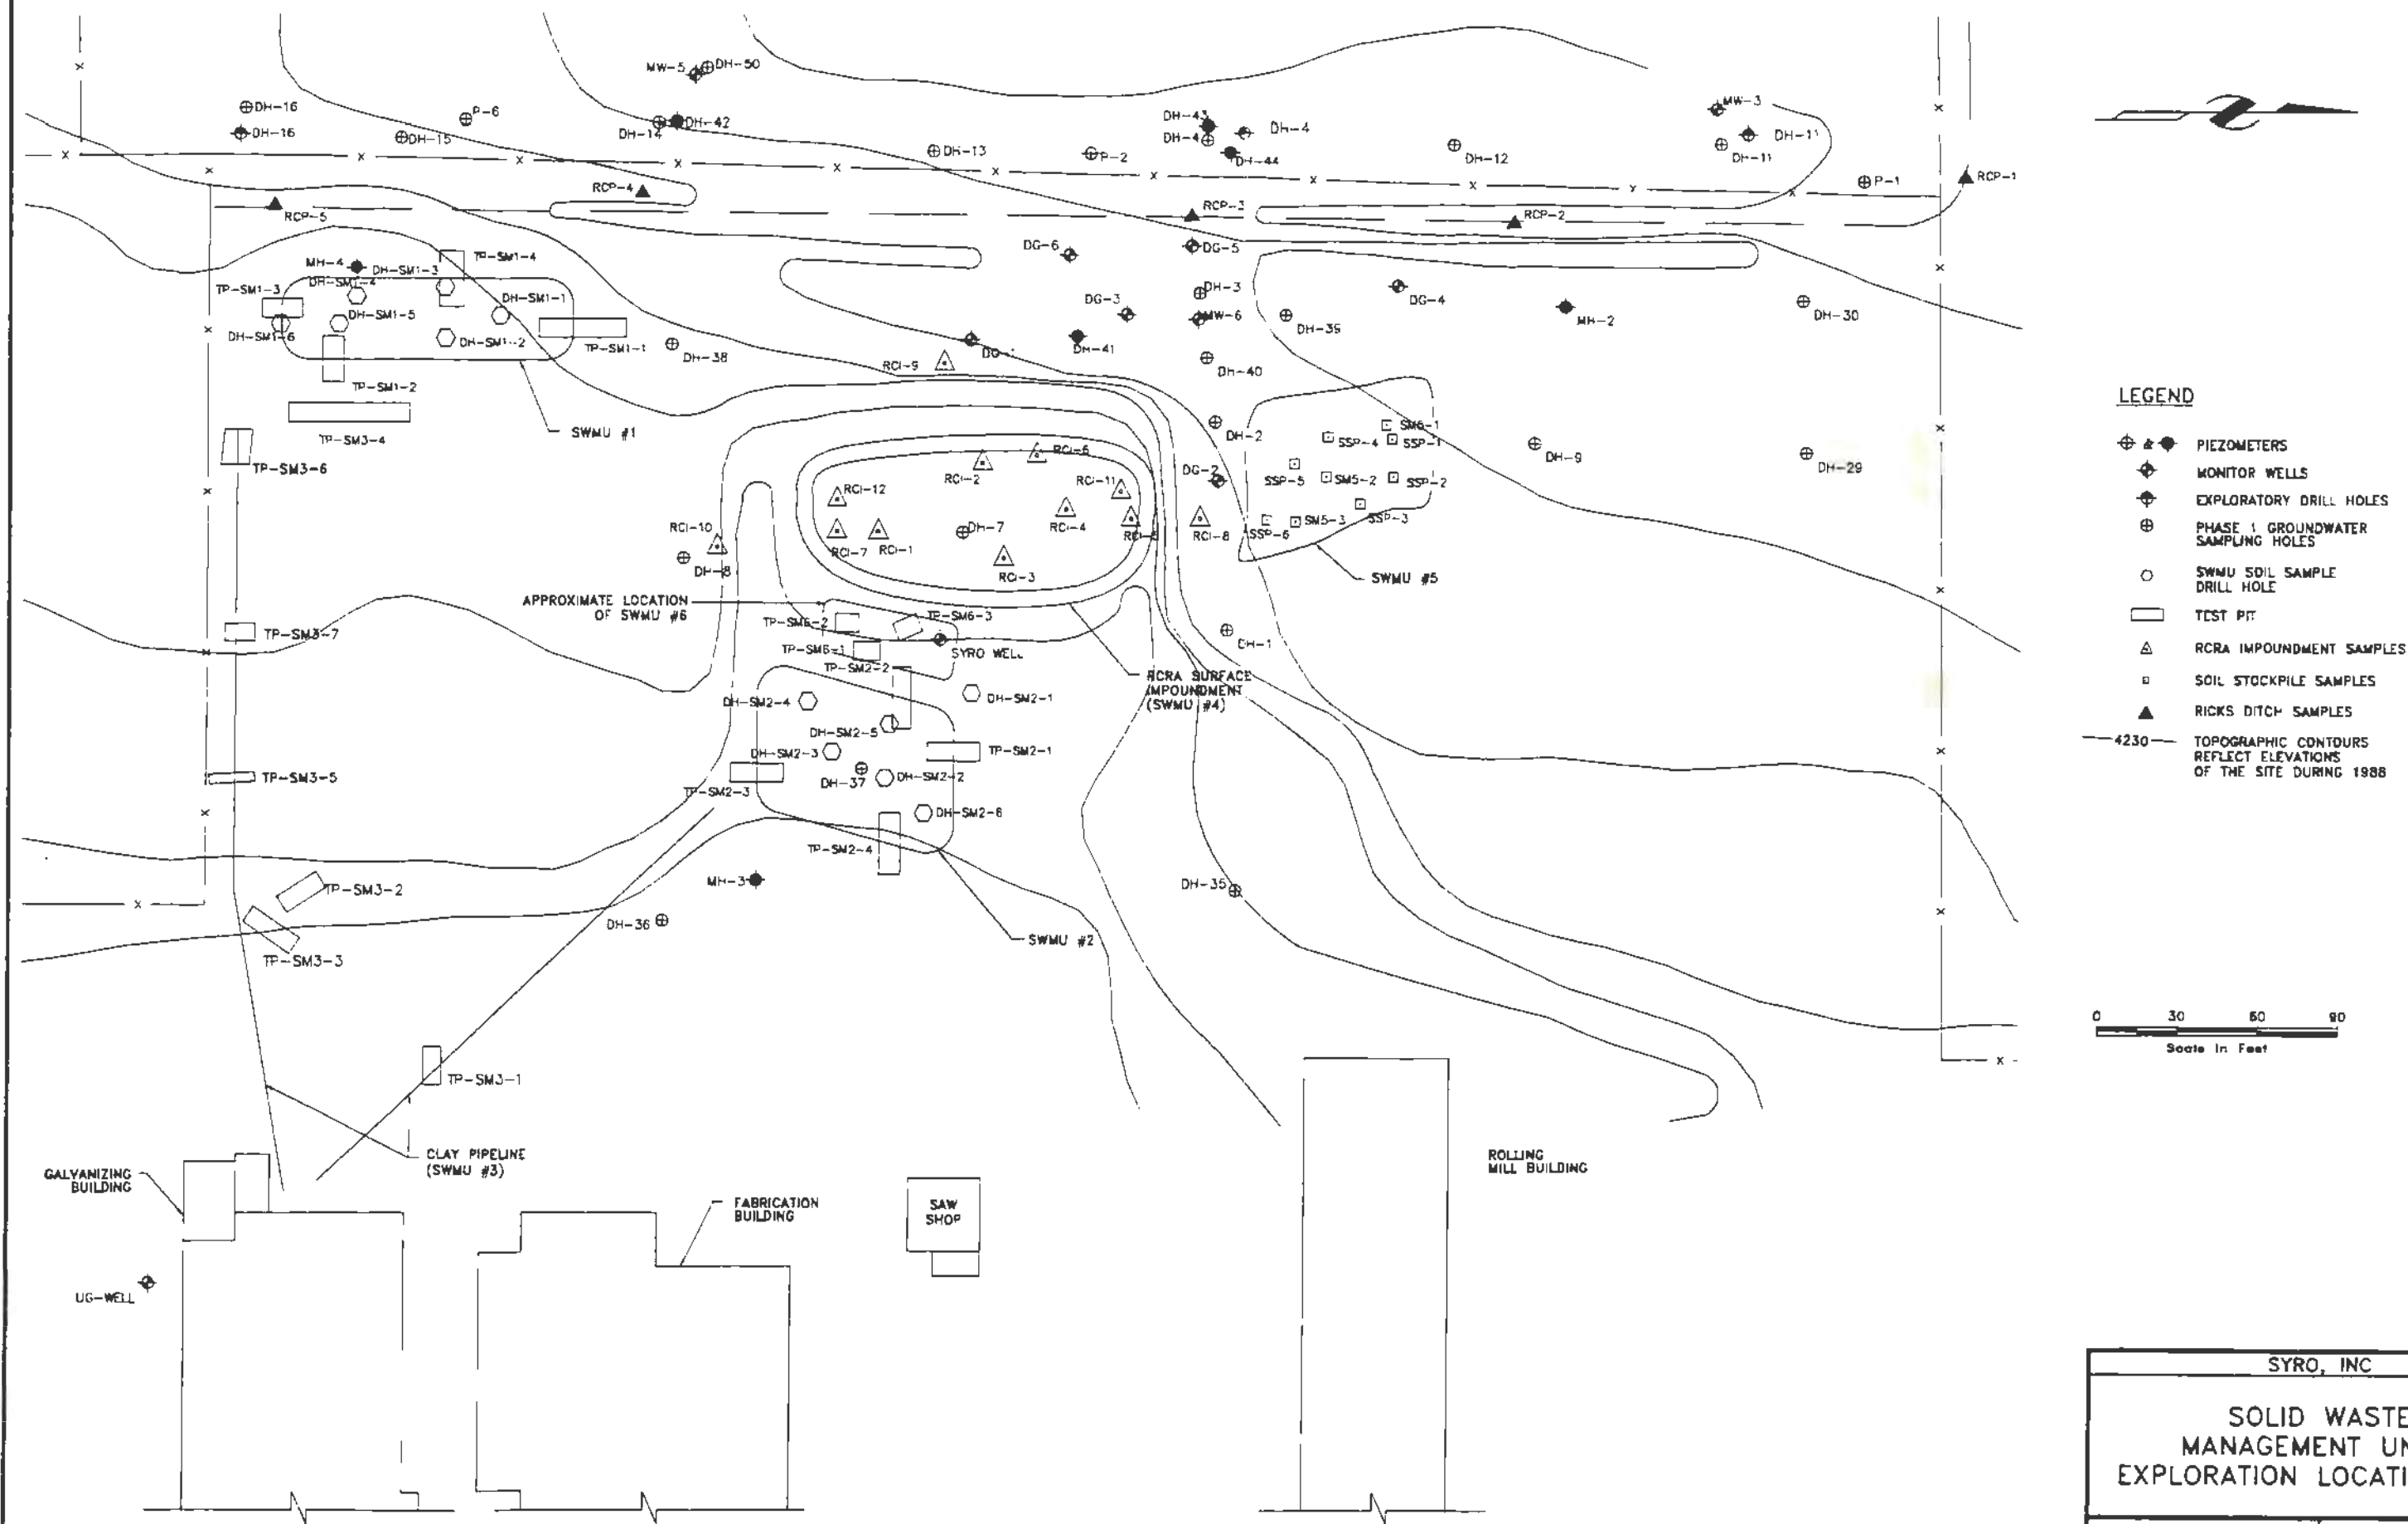 MW-5
DH-50
DH-16
P-6
DH-16
DH-15
DH-14
DH-42
DH-43
DH-4
DH-4
DH-44
DH-13
P-2
DH-12
MW-3
DH-11
DH-11
P-1
RCP-1
RCP-4
RCP-5
RCP-3
RCP-2
DG-6
DG-5
MH-4
DH-SM1-3
TP-SM1-4
TP-SM1-3
DH-SM1-4
DH-SM1-1
DH-SM1-5
DH-SM1-6
DH-SM1-2
TP-SM1-1
TP-SM1-2
TP-SM3-4
DH-38
DG-3
DH-3
MW-6
DG-4
DH-39
MH-2
DH-30
RCI-9
DH-41
DH-40
SWMU #1
TP-SM3-6
DH-2
SSP-4
SSP-1
DH-9
DH-29
RCI-6
RCI-2
DG-2
SSP-5
SM5-2
SSP-2
RCI-12
RCI-11
RCI-10
RCI-4
RCI-8
SM5-3
SSP-3
SSP-6
DH-7
RCI-7
RCI-1
DH-8
RCI-3
SWMU #5
APPROXIMATE LOCATION
OF SWMU #6
TP-SM6-2
TP-SM6-3
TP-SM3-7
TP-SM6-1
SYRO WELL
DH-1
TP-SM2-2
RCRA SURFACE
IMPOUNDMENT
(SWMU #4)
DH-SM2-4
DH-SM2-1
DH-SM2-5
DH-SM2-3
TP-SM2-1
TP-SM3-5
DH-37
DH-SM2-2
TP-SM2-3
DH-SM2-6
TP-SM2-4
MH-3
TP-SM3-2
DH-35
DH-36
SWMU #2
TP-SM3-3
TP-SM3-1
CLAY PIPELINE
(SWMU #3)
GALVANIZING
BUILDING
FABRICATION
BUILDING
SAW
SHOP
ROLLING
MILL BUILDING
UG-WELL
LEGEND
& PIEZOMETERS
MONITOR WELLS
EXPLORATORY DRILL HOLES
PHASE 1 GROUNDWATER
SAMPLING HOLES
SWMU SOIL SAMPLE
DRILL HOLE
TEST PIT
RCRA IMPOUNDMENT SAMPLES
SOIL STOCKPILE SAMPLES
RICKS DITCH SAMPLES
4230 TOPOGRAPHIC CONTOURS
REFLECT ELEVATIONS
OF THE SITE DURING 1988
0 30 60 90
Scale In Feet
SYRO, INC
SOLID WASTE
MANAGEMENT UN
EXPLORATION LOCATI